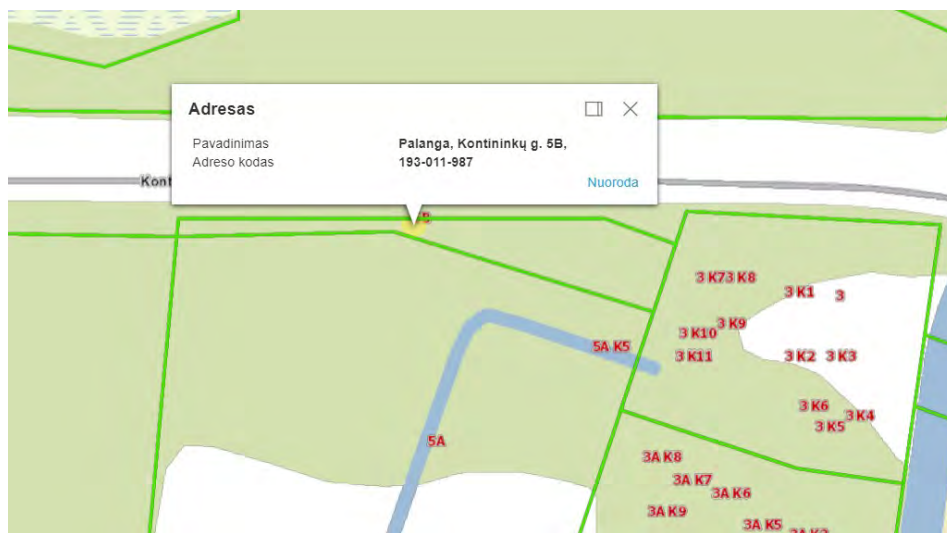 Adresas
Pavadinimas Palanga, Kontininkų g. 5B,
Adreso kodas 193-011-987
Nuoroda
Kont
3 K7 3 K8
3 K1 3
3 K9
3 K10
5A K5
3 K11
3 K2 3 K3
3 K6
3 K4
3 K5
5A
3A K8
3A K7
3A K6
3A K9
3A K5